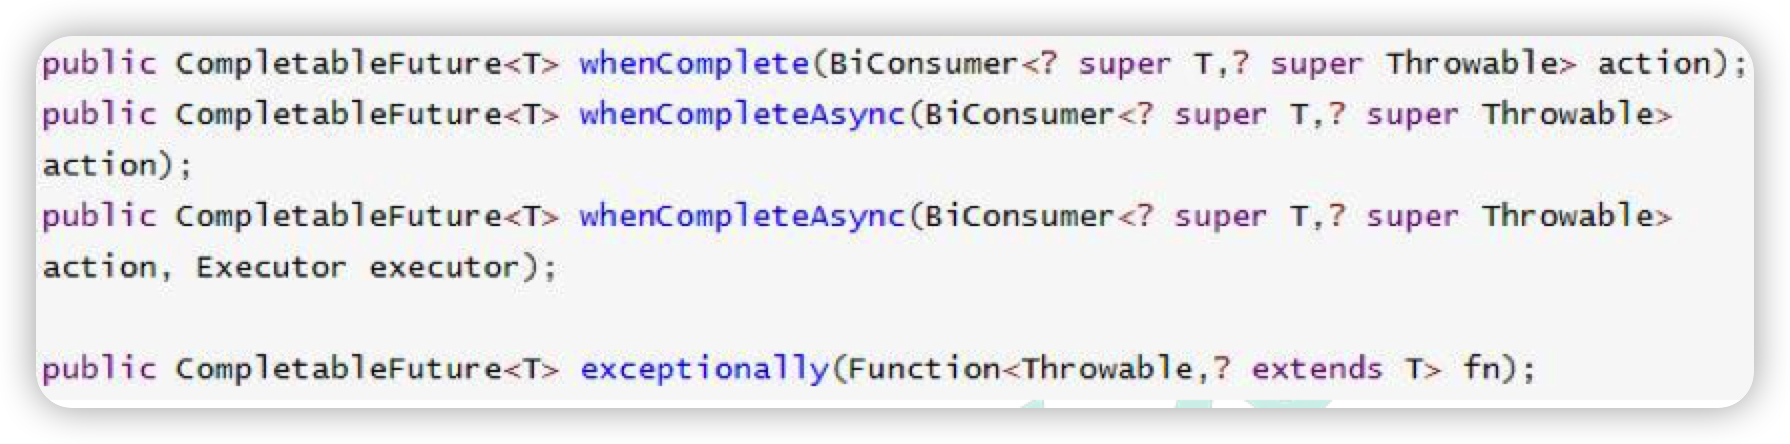 public CompletableFuture<T> whenComplete(BiConsumer<? super T,? super Throwable> action);
public CompletableFuture<T> whenCompleteAsync(BiConsumer<? super T,? super Throwable>
action);
public CompletableFuture<T> whenCompleteAsync(BiConsumer<? super T,? super Throwable>
action, Executor executor);
public CompletableFuture<T> exceptionally(Function<Throwable,? extends T> fn);